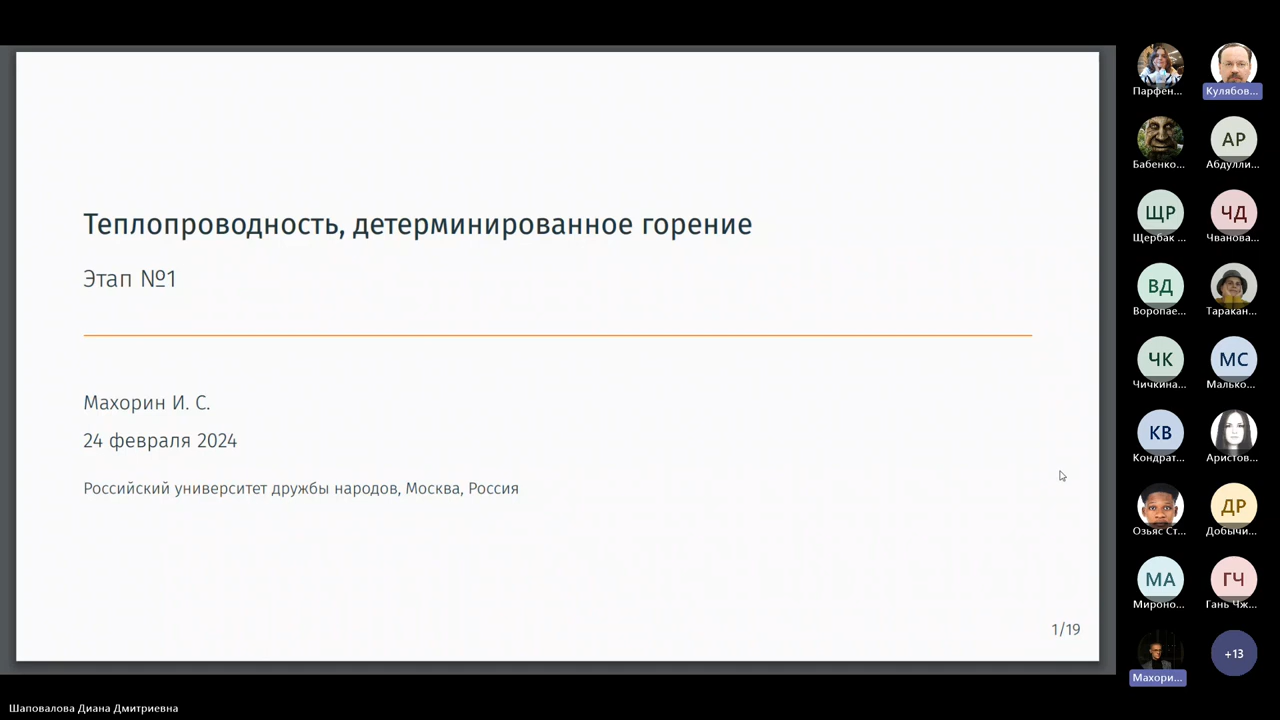 Теплопроводность, детерминированное горение
Этап №1
Махорин И. С.
24 февраля 2024
Российский университет дружбы народов, Москва, Россия
1/19
Парфен...
Кулябов...
Бабенко...
АР
Абдулли...
ЩР
Щербак ...
ЧД
Чванова...
ВД
Воропае...
Таракан...
ЧК
Чичкина...
МС
Малько...
КВ
Кондрат...
Аристов...
Озьяс Ст...
ДР
Добычи...
МА
Мироно...
ГЧ
Гань Чж...
Махори...
+13
Шаповалова Диана Дмитриевна